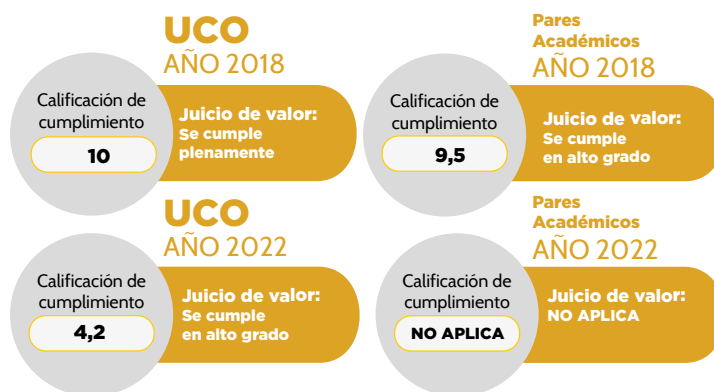 UCO
AÑO 2018
Calificación de
cumplimiento
10
Juicio de valor:
Se cumple
plenamente
Pares
Académicos
AÑO 2018
Calificación de
cumplimiento
9,5
Juicio de valor:
Se cumple
en alto grado
UCO
AÑO 2022
Calificación de
cumplimiento
4,2
Juicio de valor:
Se cumple
en alto grado
Pares
Académicos
AÑO 2022
Calificación de
cumplimiento
NO APLICA
Juicio de valor:
NO APLICA